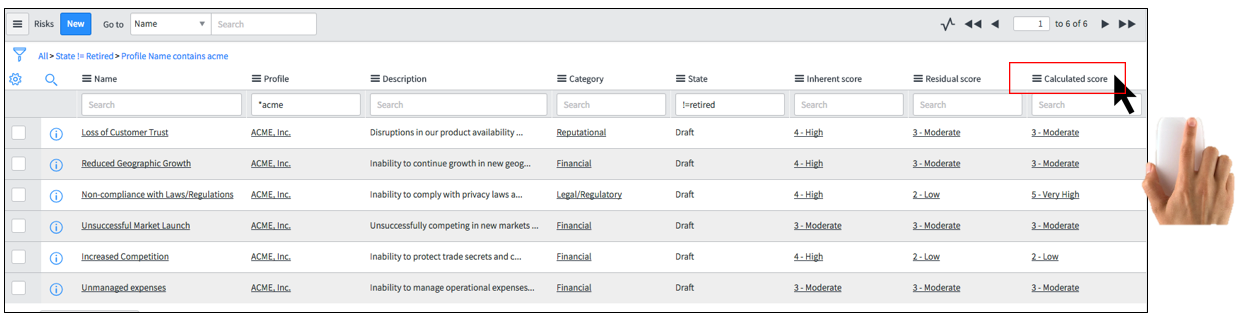 Risks New Go to Name Search 1 to 6 of 6
All > State != Retired > Profile Name contains acme
Name Profile Description Category State Inherent score Residual score Calculated score
Search *acme Search Search !=retired Search Search Search
Loss of Customer Trust ACME, Inc. Disruptions in our product availability ... Reputational Draft 4 - High 3 - Moderate 3 - Moderate
Reduced Geographic Growth ACME, Inc. Inability to continue growth in new geog... Financial Draft 4 - High 3 - Moderate 3 - Moderate
Non-compliance with Laws/Regulations ACME, Inc. Inability to comply with privacy laws a... Legal/Regulatory Draft 4 - High 2 - Low 5 - Very High
Unsuccessful Market Launch ACME, Inc. Unsuccessfully competing in new markets ... Financial Draft 3 - Moderate 3 - Moderate 3 - Moderate
Increased Competition ACME, Inc. Inability to protect trade secrets and c... Financial Draft 4 - High 2 - Low 2 - Low
Unmanaged expenses ACME, Inc. Inability to manage operational expenses... Financial Draft 3 - Moderate 3 - Moderate 3 - Moderate